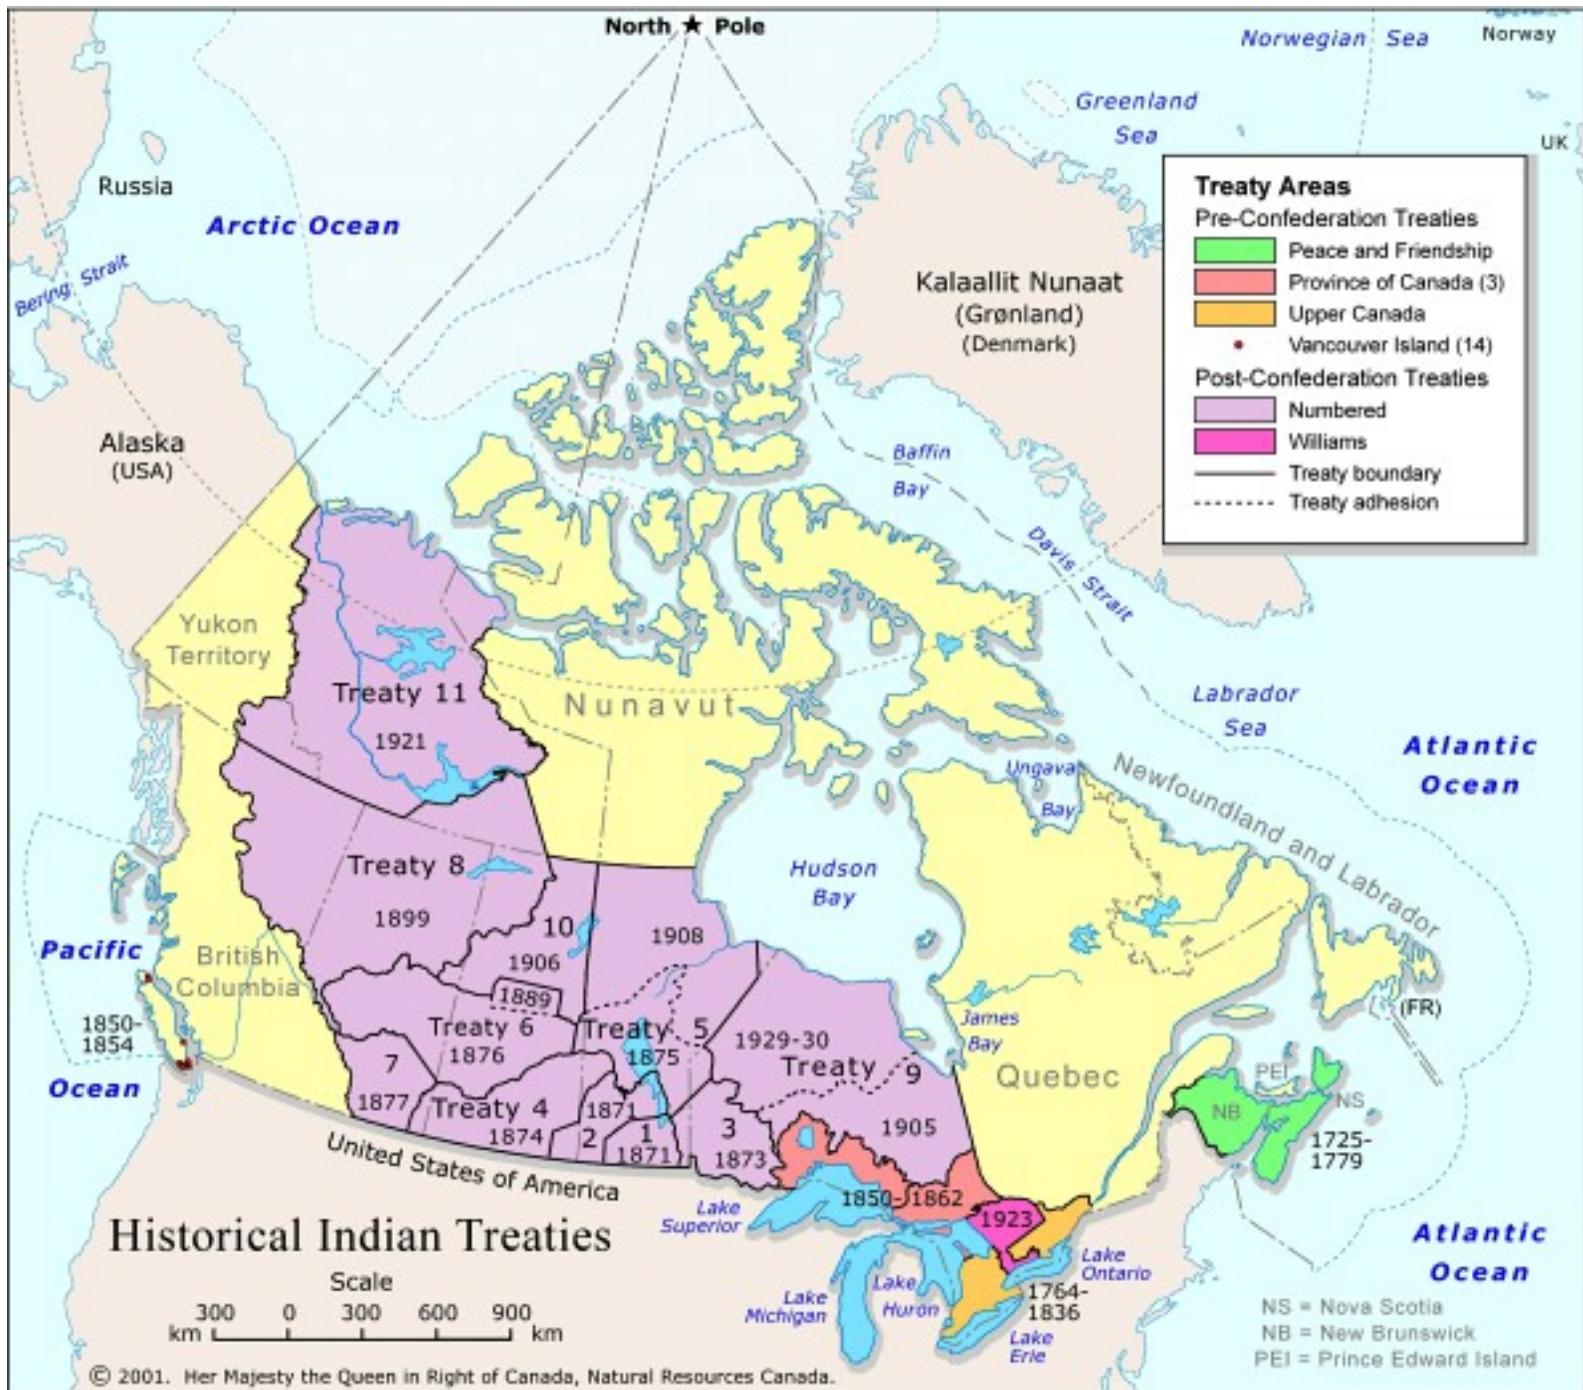 North ★ Pole
Norwegian Sea
Norway
Greenland
Sea
UK
Russia
Arctic Ocean
Bering Strait
Kalaallit Nunaat
(Grønland)
(Denmark)
Treaty Areas
Pre-Confederation Treaties
Peace and Friendship
Province of Canada (3)
Upper Canada
Vancouver Island (14)
Post-Confederation Treaties
Numbered
Williams
Treaty boundary
Treaty adhesion
Alaska
(USA)
Baffin
Bay
Davis Strait
Yukon
Territory
Treaty 11
1921
Nunavut
Labrador
Sea
Atlantic
Ocean
Ungava
Bay
Newfoundland and Labrador
Hudson
Bay
Treaty 8
1899
10
1906
1908
1889
Pacific
Ocean
British
Columbia
1850-
1854
Treaty 6
1876
Treaty 5
1875
1929-30
Treaty 9
1905
James
Bay
Quebec
(FR)
PEI
NB
NS
1725-
1779
7
1877
Treaty 4
1874
1871
2
1
1871
3
1873
United States of America
1850-1862
1923
Lake
Superior
Lake
Michigan
Lake
Huron
Lake
Ontario
1764-
1836
Lake
Erie
Atlantic
Ocean
Historical Indian Treaties
Scale
300 0 300 600 900
km km
NS = Nova Scotia
NB = New Brunswick
PEI = Prince Edward Island
© 2001. Her Majesty the Queen in Right of Canada, Natural Resources Canada.